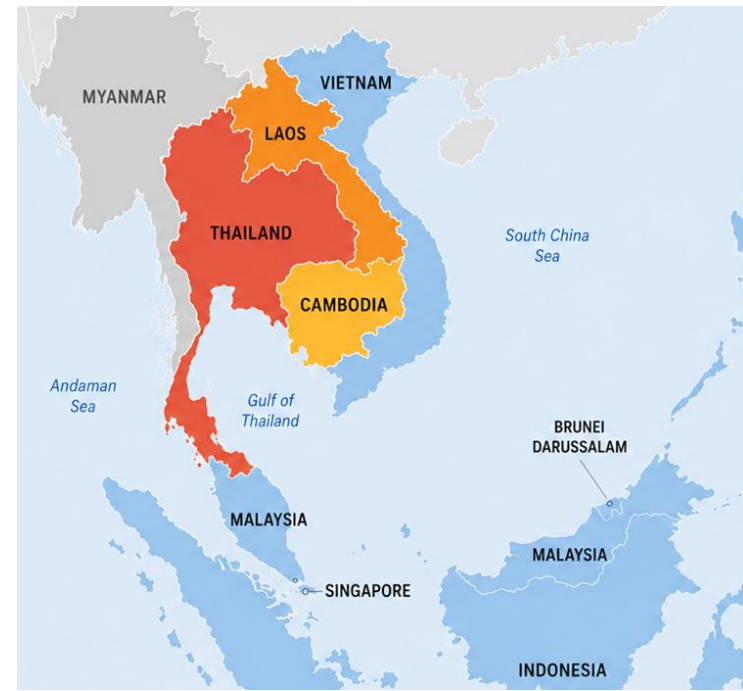 VIETNAM
MYANMAR
LAOS
THAILAND
South China
Sea
CAMBODIA
Andaman
Sea
Gulf of
Thailand
BRUNEI
DARUSSALAM
MALAYSIA
MALAYSIA
SINGAPORE
INDONESIA